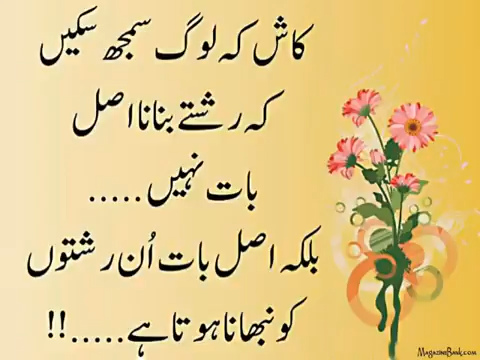 کاش کہ لوگ سمجھ سکیں
کہ رشتے بنانا اصل
بات نہیں.....
بلکہ اصل بات اُن رشتوں
کو نبھانا ہوتا ہے.....!!
MagazineBank.com